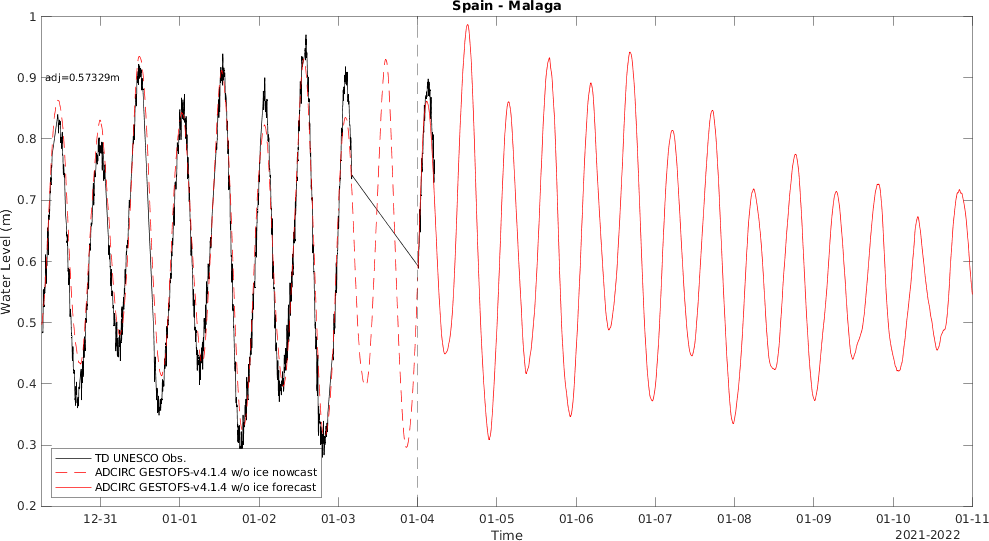 Spain - Malaga
1
0.9
0.8
0.7
0.6
0.5
0.4
0.3
0.2
Water Level (m)
adj=0.57329m
TD UNESCO Obs.
ADCIRC GESTOFS-v4.1.4 w/o ice nowcast
ADCIRC GESTOFS-v4.1.4 w/o ice forecast
12-31 01-01 01-02 01-03 01-04 01-05 01-06 01-07 01-08 01-09 01-10 01-11
2021-2022
Time